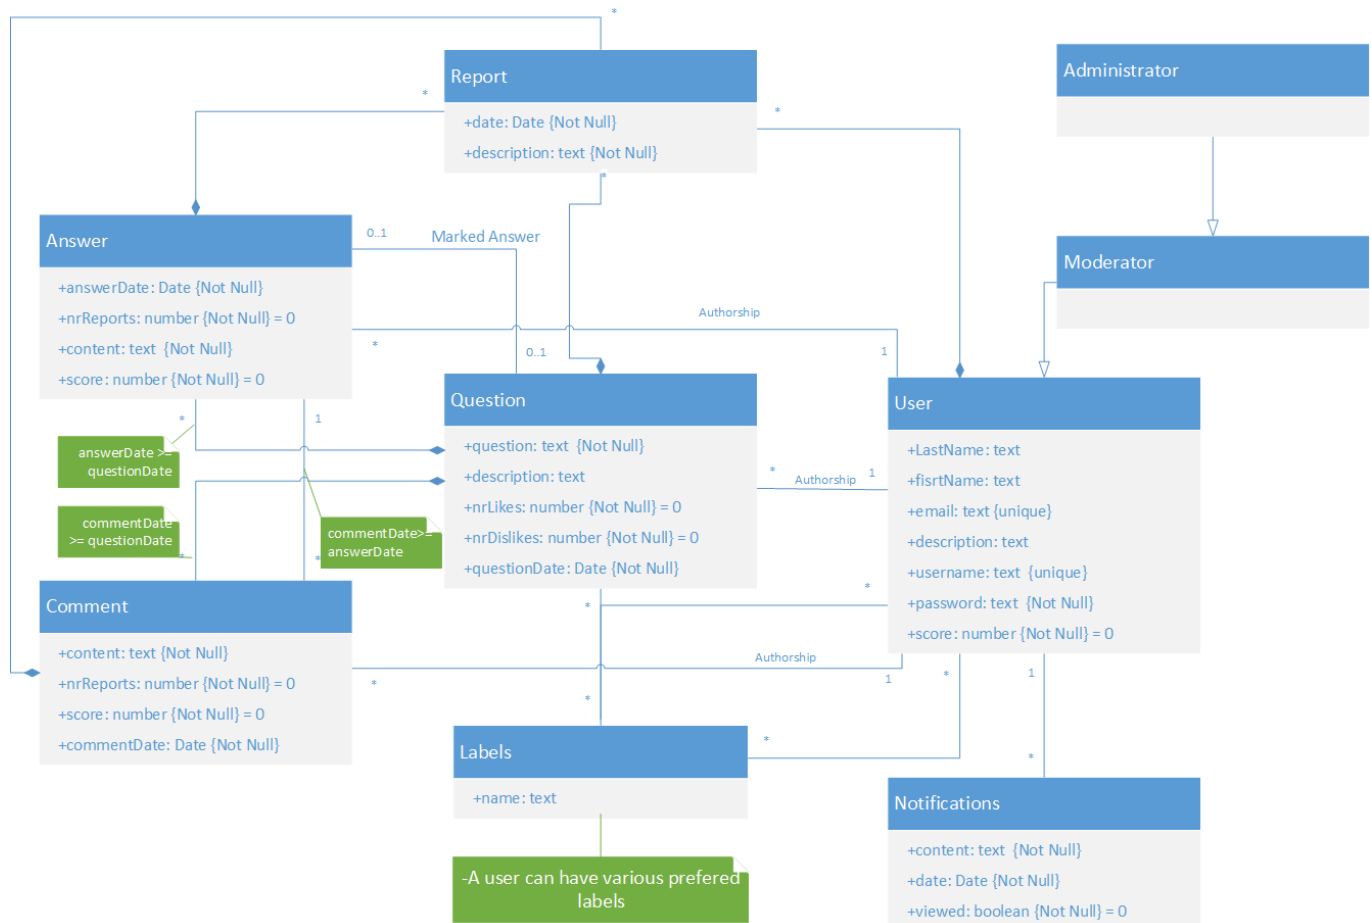 *
Report
+date: Date {Not Null}
+description: text {Not Null}
*
*
*
Administrator
Moderator
Answer
+answerDate: Date {Not Null}
+nrReports: number {Not Null} = 0
+content: text {Not Null}
+score: number {Not Null} = 0
0..1
Marked Answer
0..1
Authorship
*
1
*
1
answerDate >=
questionDate
commentDate
>= questionDate
*
commentDate>=
answerDate
*
Question
+question: text {Not Null}
+description: text
+nrLikes: number {Not Null} = 0
+nrDislikes: number {Not Null} = 0
+questionDate: Date {Not Null}
*
Authorship
1
User
+LastName: text
+fisrtName: text
+email: text {unique}
+description: text
+username: text {unique}
+password: text {Not Null}
+score: number {Not Null} = 0
*
*
Comment
+content: text {Not Null}
+nrReports: number {Not Null} = 0
+score: number {Not Null} = 0
+commentDate: Date {Not Null}
*
Authorship
1
*
1
*
*
*
Labels
+name: text
-A user can have various prefered
labels
Notifications
+content: text {Not Null}
+date: Date {Not Null}
+viewed: boolean {Not Null} = 0